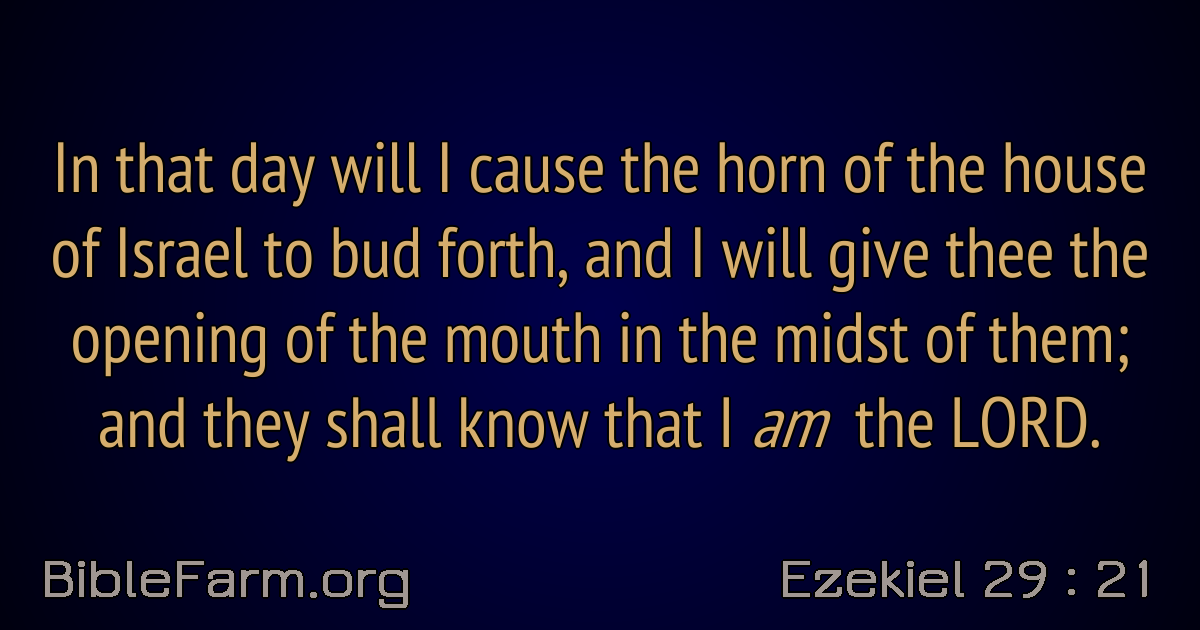 In that day will I cause the horn of the house
of Israel to bud forth, and I will give thee the
opening of the mouth in the midst of them;
and they shall know that I am the LORD.
BibleFarm.org
Ezekiel 29 : 21